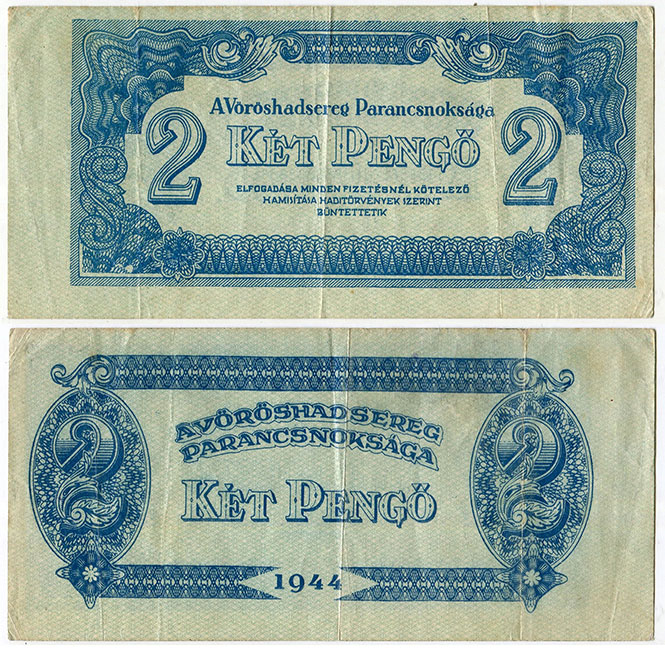 A Vöröshadsereg Parancsnoksága
2 KÉT PENGŐ 2
ELFOGADÁSA MINDEN FIZETÉSNÉL KÖTELEZŐ
HAMISÍTÁSA HADITÖRVÉNYEK SZERINT
BÜNTETTETIK
A VÖRÖSHADSEREG
PARANCSNOKSÁGA
2 KÉT PENGŐ 2
1944